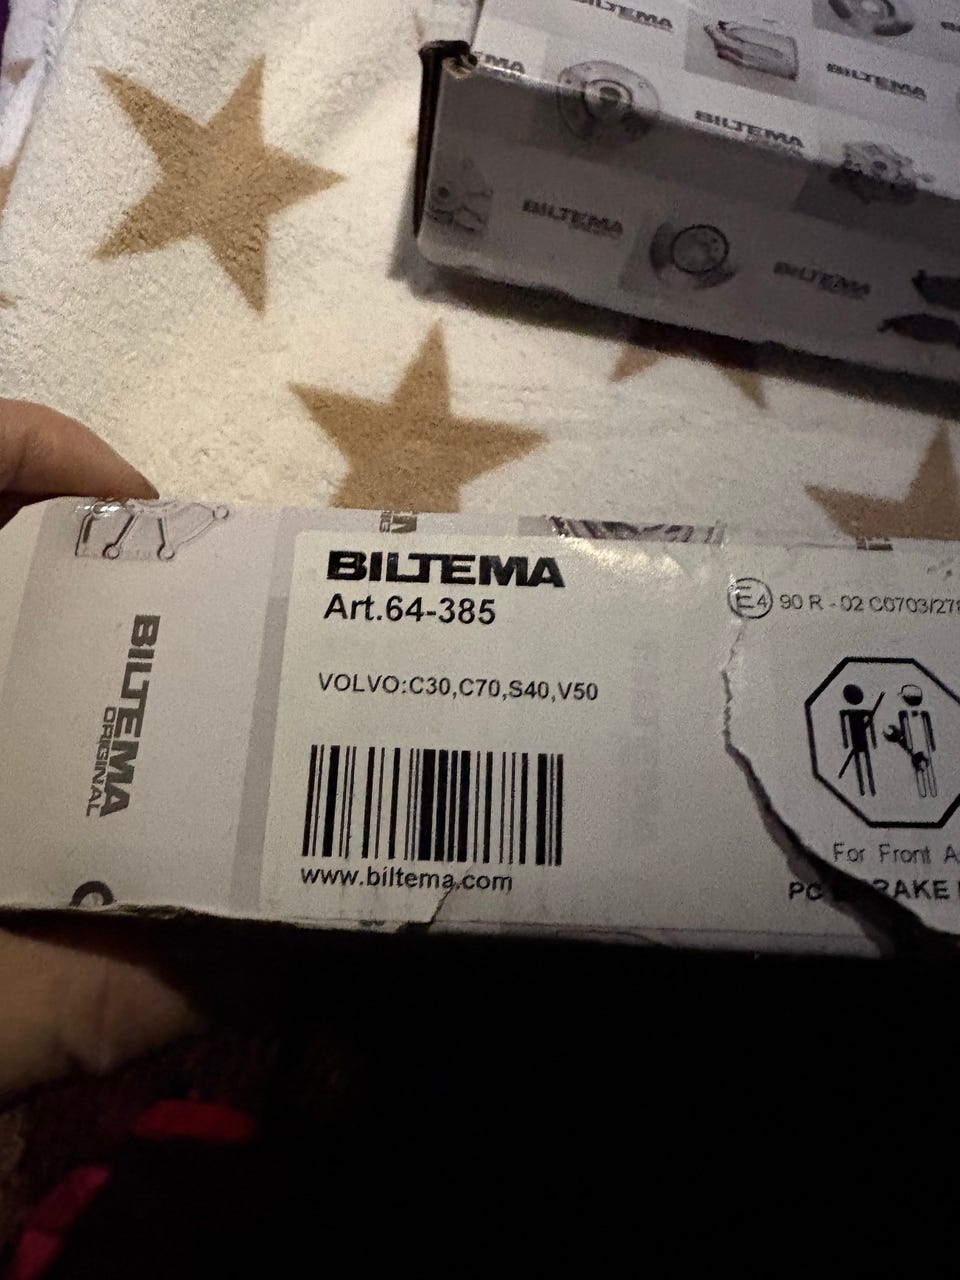 BILTEMA
BILTEMA
BILTEMA
BILTEMA
BILTEMA
BILTEMA
ORIGINAL
BILTEMA
Art.64-385
VOLVO:C30,C70,S40,V50
www.biltema.com
E4 90 R - 02 C0703/27
For Front